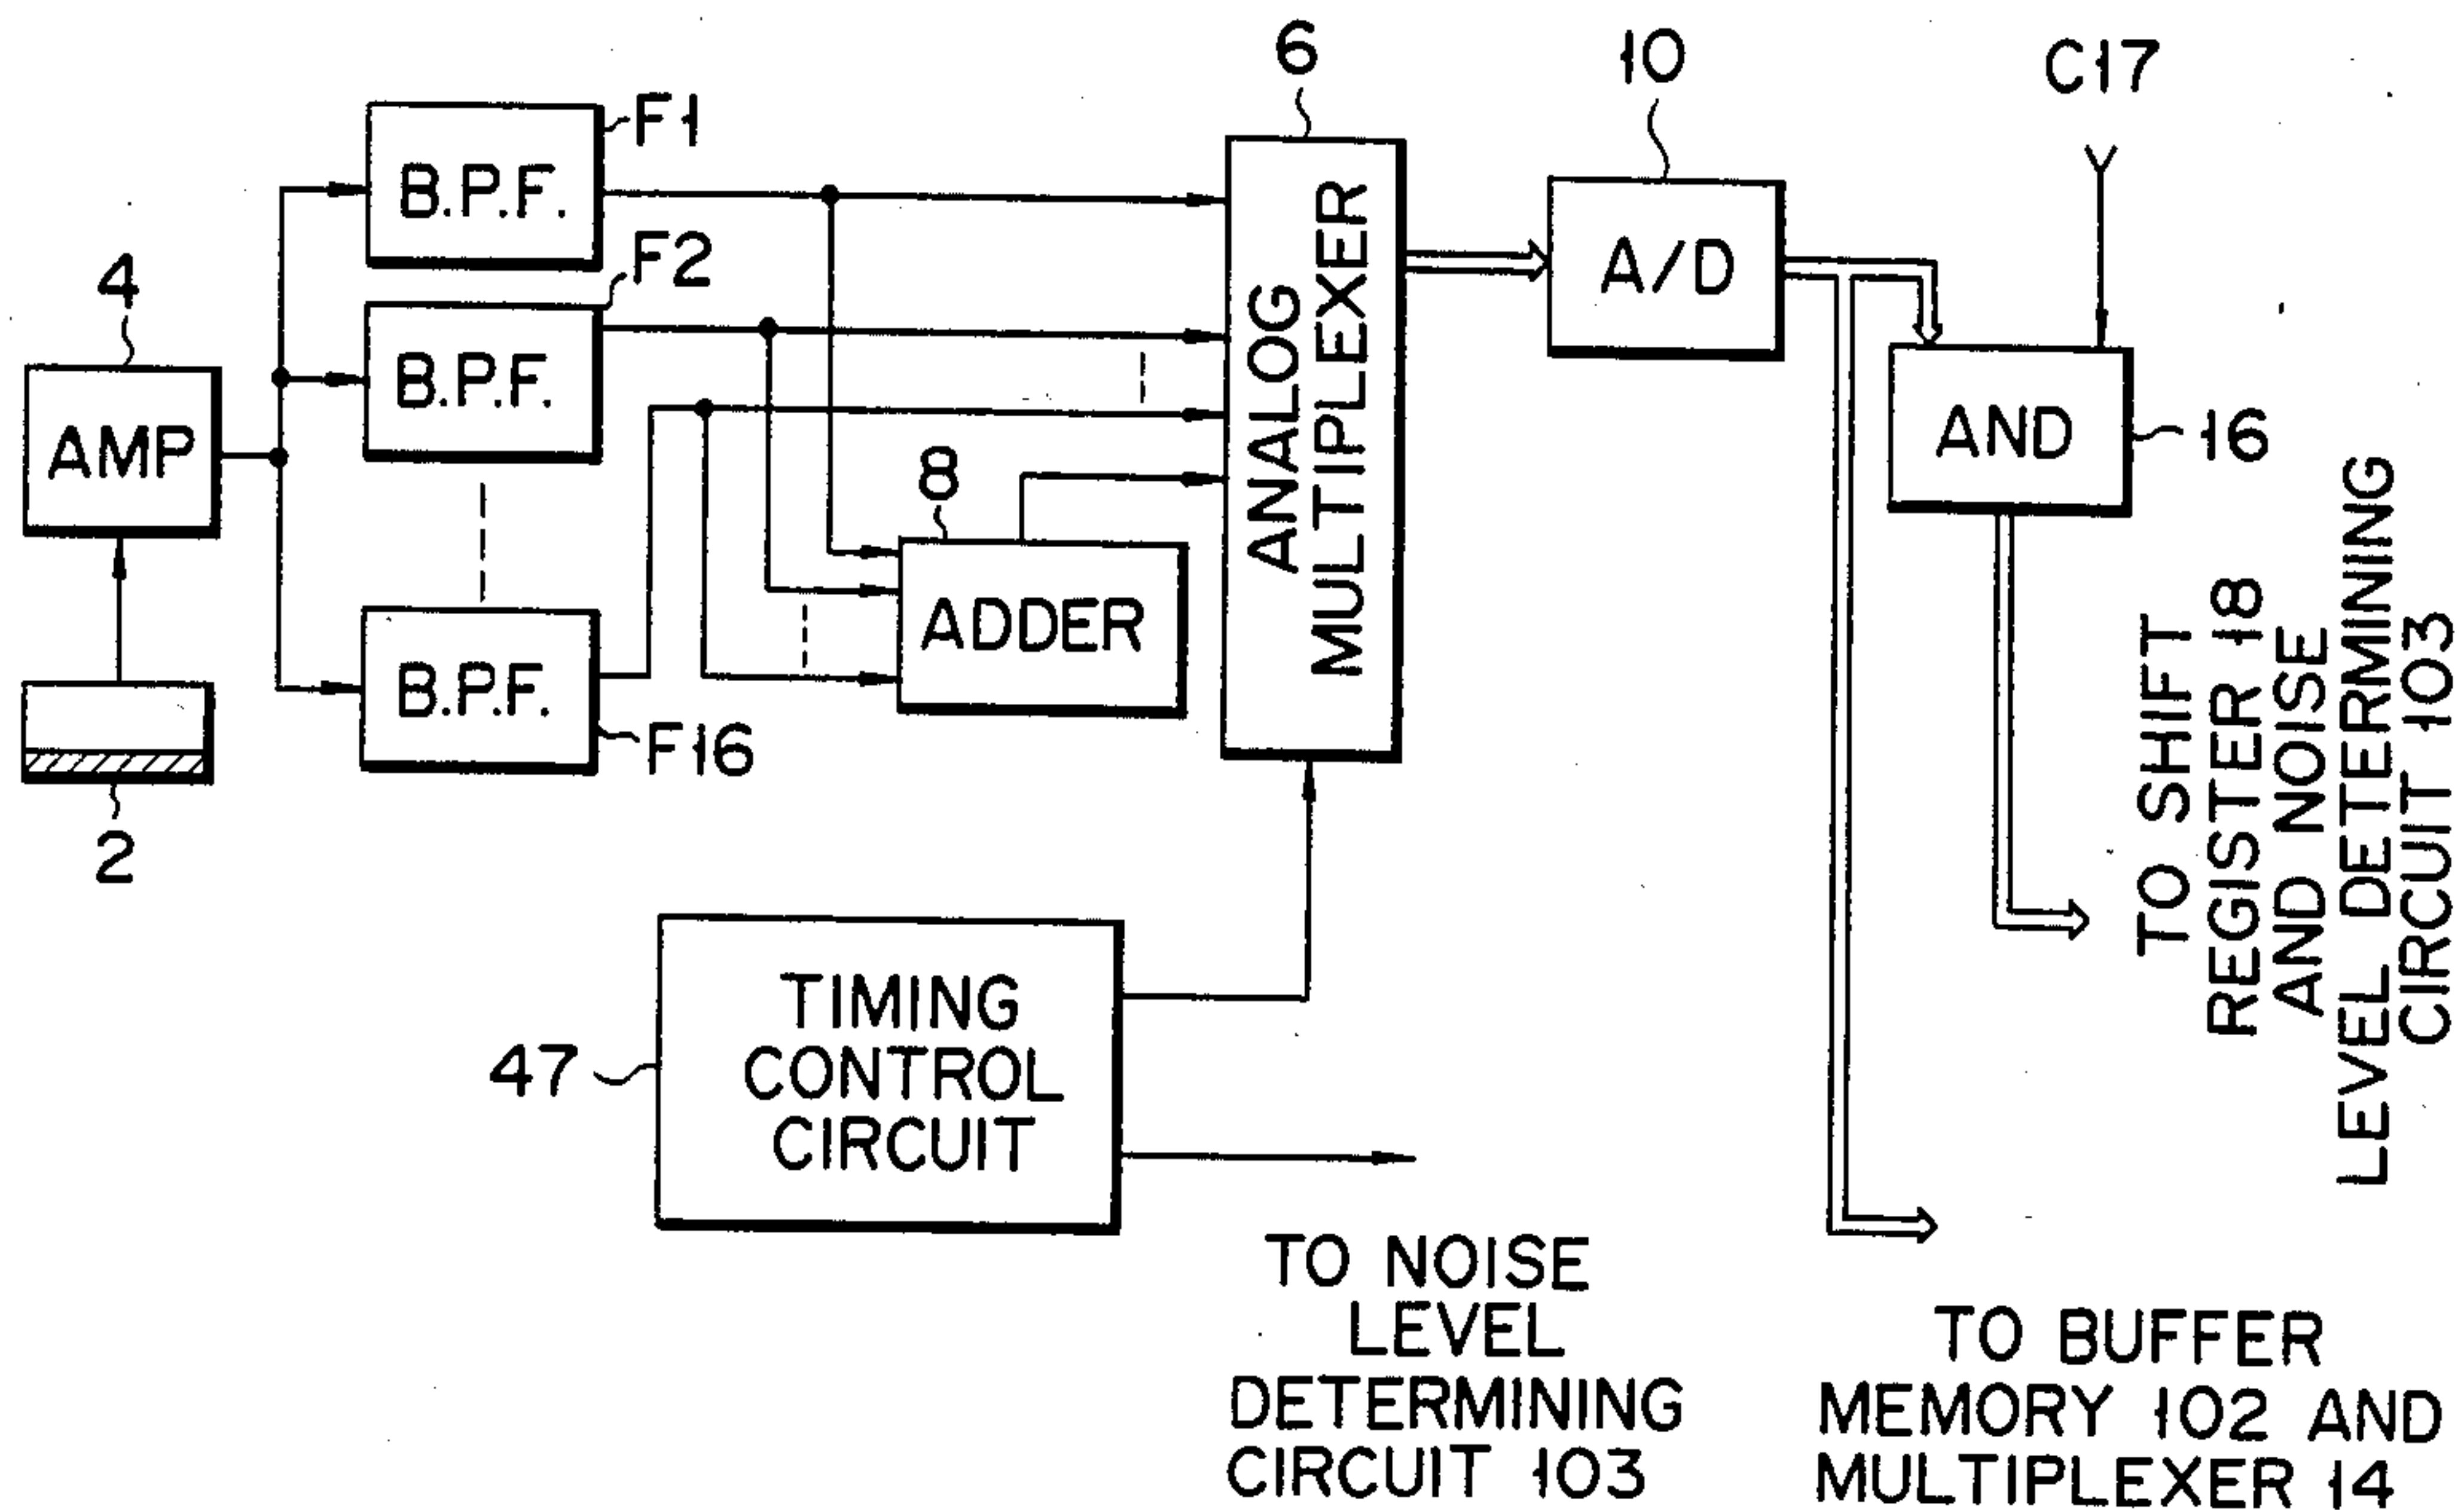 6
10
C17
F1
B.P.F.
F2
4
B.P.F.
AMP
ANALOG
MULTIPLEXER
A/D
AND
16
8
ADDER
B.P.F.
F16
2
TO SHIFT
REGISTER 18
AND NOISE
LEVEL DETERMINING
CIRCUIT 103
47
TIMING
CONTROL
CIRCUIT
TO NOISE
LEVEL
DETERMINING
CIRCUIT 103
TO BUFFER
MEMORY 102 AND
MULTIPLEXER 14